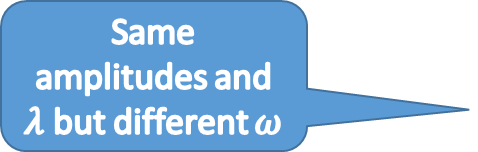 Same
amplitudes and
𝝀 but different 𝝎